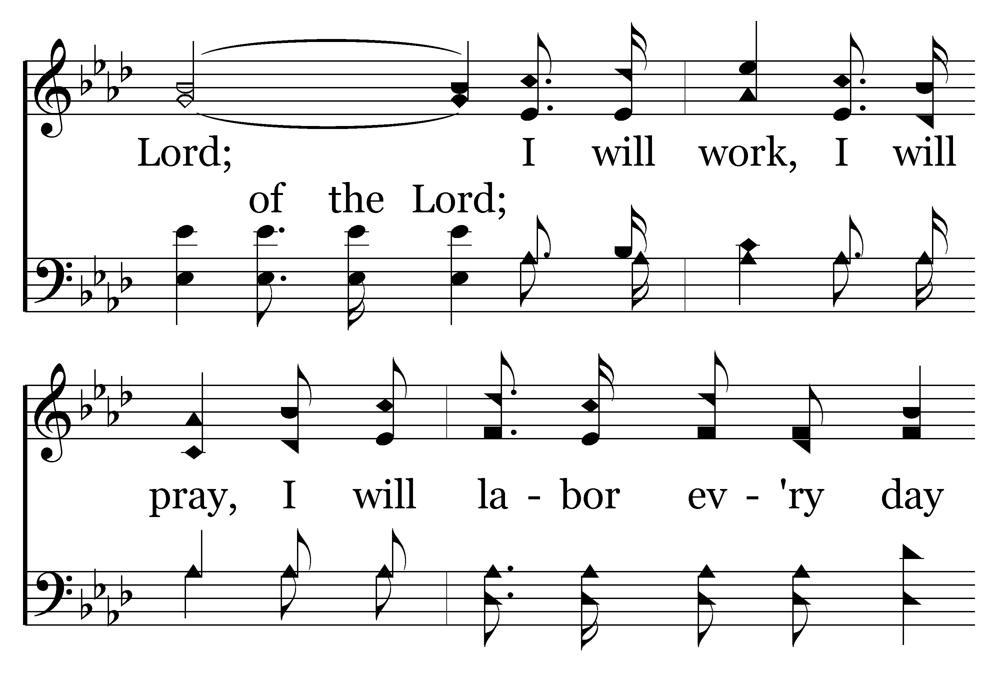 Lord; I will work, I will
of the Lord;
pray, I will la - bor ev - 'ry day